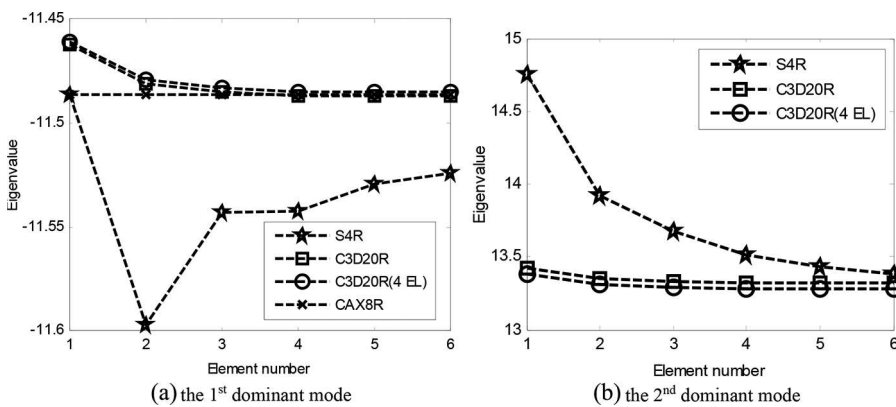 -11.45
-11.5
-11.55
-11.6
Eigenvalue
S4R
C3D20R
C3D20R(4 EL)
CAX8R
1 2 3 4 5 6
Element number
(a) the 1st dominant mode
15
14.5
14
13.5
13
Eigenvalue
S4R
C3D20R
C3D20R(4 EL)
1 2 3 4 5 6
Element number
(b) the 2nd dominant mode